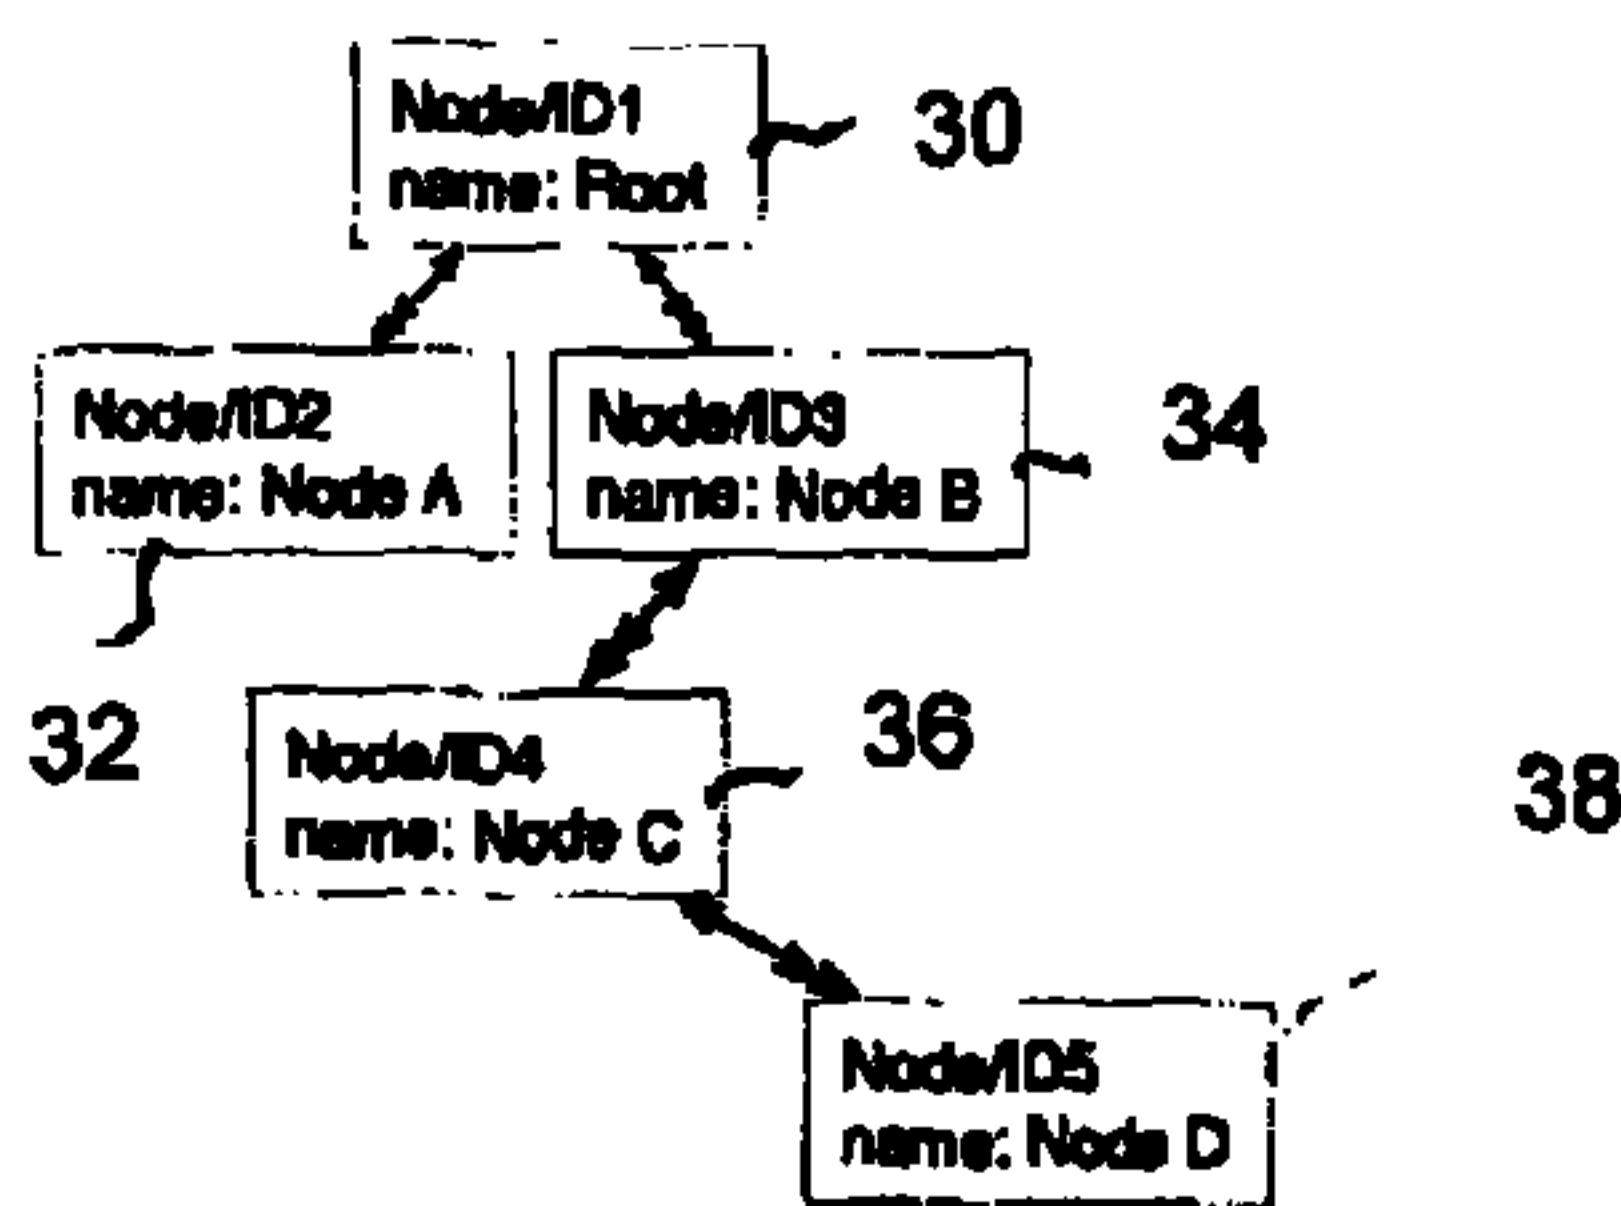 Node/ID1
name: Root
30
Node/ID2
name: Node A
Node/ID3
name: Node B
34
32
Node/ID4
name: Node C
36
38
Node/ID5
name: Node D